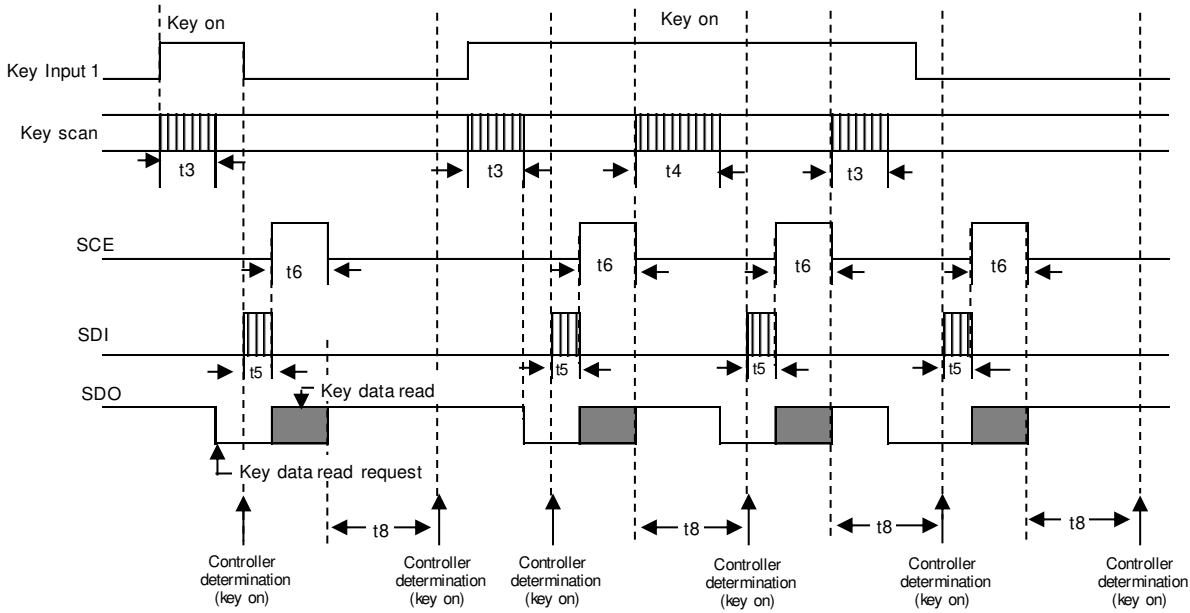 Key on
Key on
Key Input 1
Key scan
t3
t3
t4
t3
SCE
t6
t6
t6
t6
SDI
t5
t5
t5
t5
SDO
Key data read
Key data read request
t8
t8
t8
t8
Controller
determination
(key on)
Controller
determination
(key on)
Controller
determination
(key on)
Controller
determination
(key on)
Controller
determination
(key on)
Controller
determination
(key on)